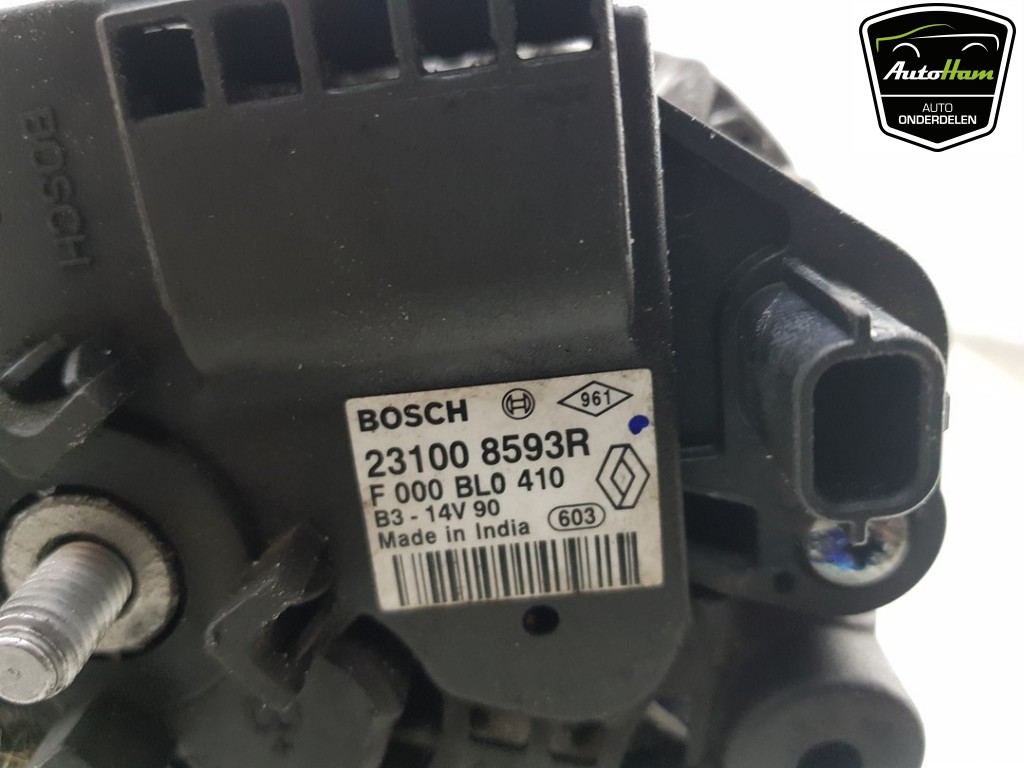 AutoHam
AUTO
ONDERDELEN
BOSCH
BOSCH
961
23100 8593R
F 000 BL0 410
B3 - 14V 90
Made in India
603